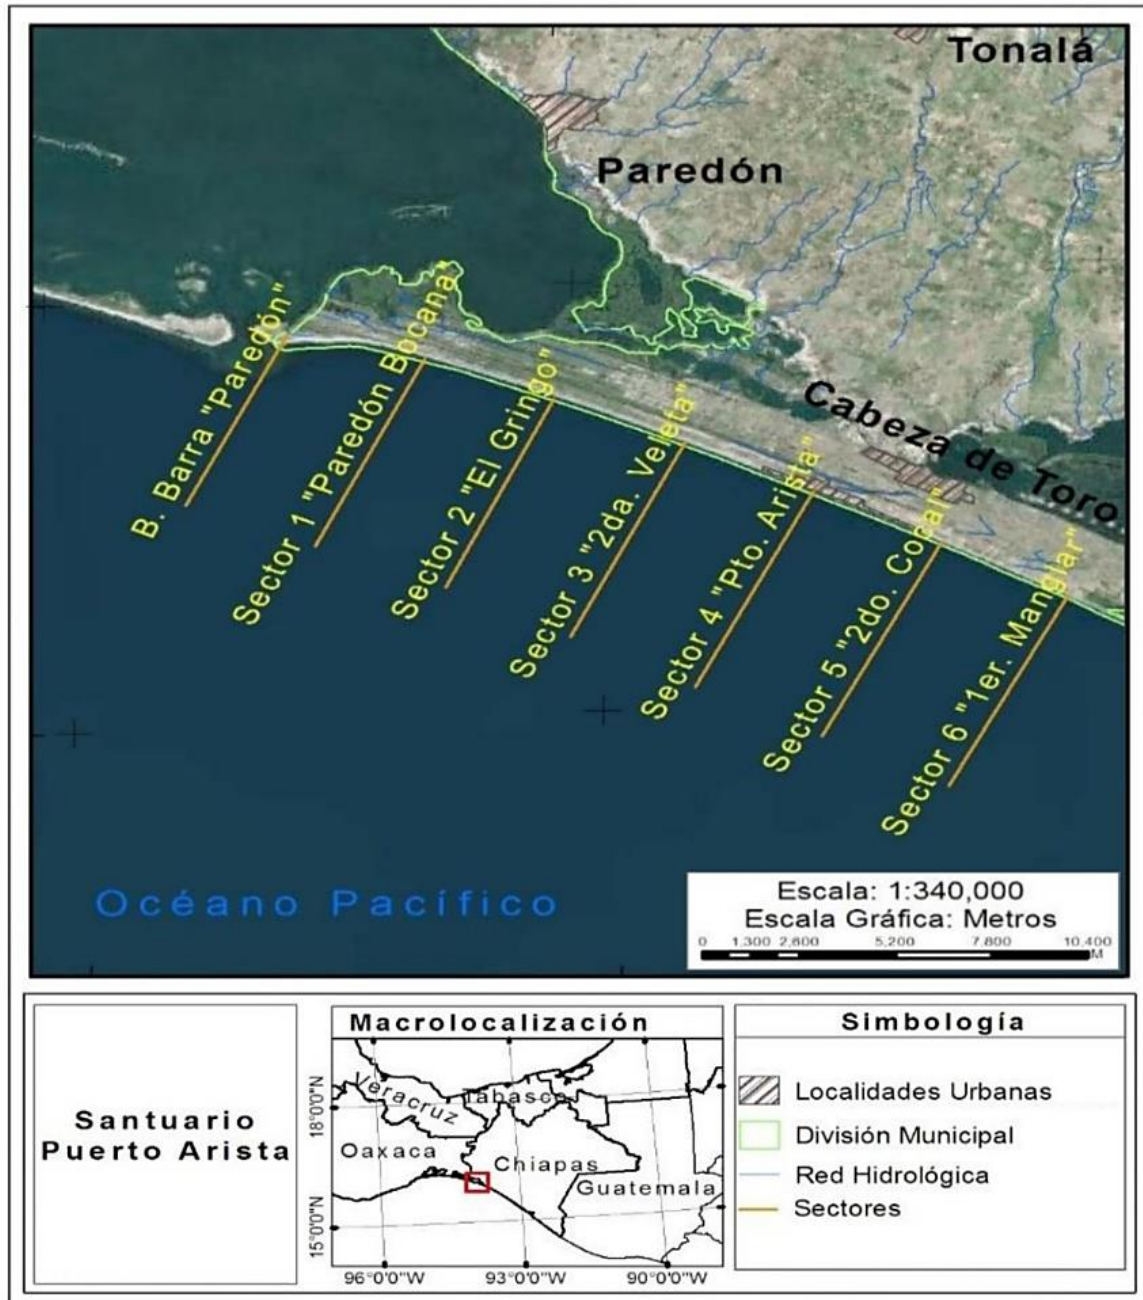 Tonalá
Paredón
Cabeza de Toro
B. Barra "Paredón"
Sector 1 "Paredón Bocana"
Sector 2 "El Gringo"
Sector 3 "2da. Veleta"
Sector 4 "Pto. Arista"
Sector 5 "2do. Cocal"
Sector 6 "1er. Manglar"
Océano Pacífico
Escala: 1:340,000
Escala Gráfica: Metros
0 1,300 2,600 5,200 7,800 10,400
M
Santuario
Puerto Arista
Macrolocalización
Veracruz
Tabasco
Oaxaca
Chiapas
Guatemala
18°0'0"N
15°0'0"N
96°0'0"W 93°0'0"W 90°0'0"W
Simbología
Localidades Urbanas
División Municipal
Red Hidrológica
Sectores